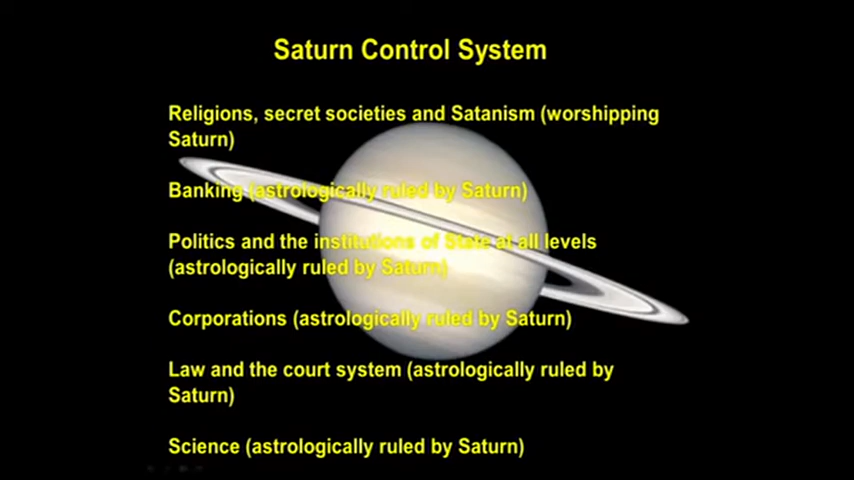 Saturn Control System
Religions, secret societies and Satanism (worshipping
Saturn)
Banking (astrologically ruled by Saturn)
Politics and the institutions of State at all levels
(astrologically ruled by Saturn)
Corporations (astrologically ruled by Saturn)
Law and the court system (astrologically ruled by
Saturn)
Science (astrologically ruled by Saturn)